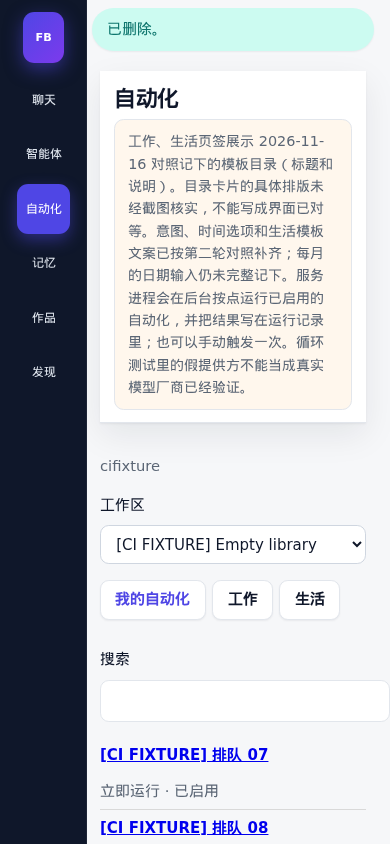 已删除。
FB
聊天
智能体
自动化
记忆
作品
发现
自动化
工作、生活页签展示 2026-11-
16 对照记下的模板目录（标题和
说明）。目录卡片的具体排版未
经截图核实，不能写成界面已对
等。意图、时间选项和生活模板
文案已按第二轮对照补齐；每月
的日期输入仍未完整记下。服务
进程会在后台按点运行已启用的
自动化，并把结果写在运行记录
里；也可以手动触发一次。循环
测试里的假提供方不能当成真实
模型厂商已经验证。
cifixture
工作区
[CI FIXTURE] Empty library
我的自动化
工作
生活
搜索
[CI FIXTURE] 排队 07
立即运行 · 已启用
[CI FIXTURE] 排队 08